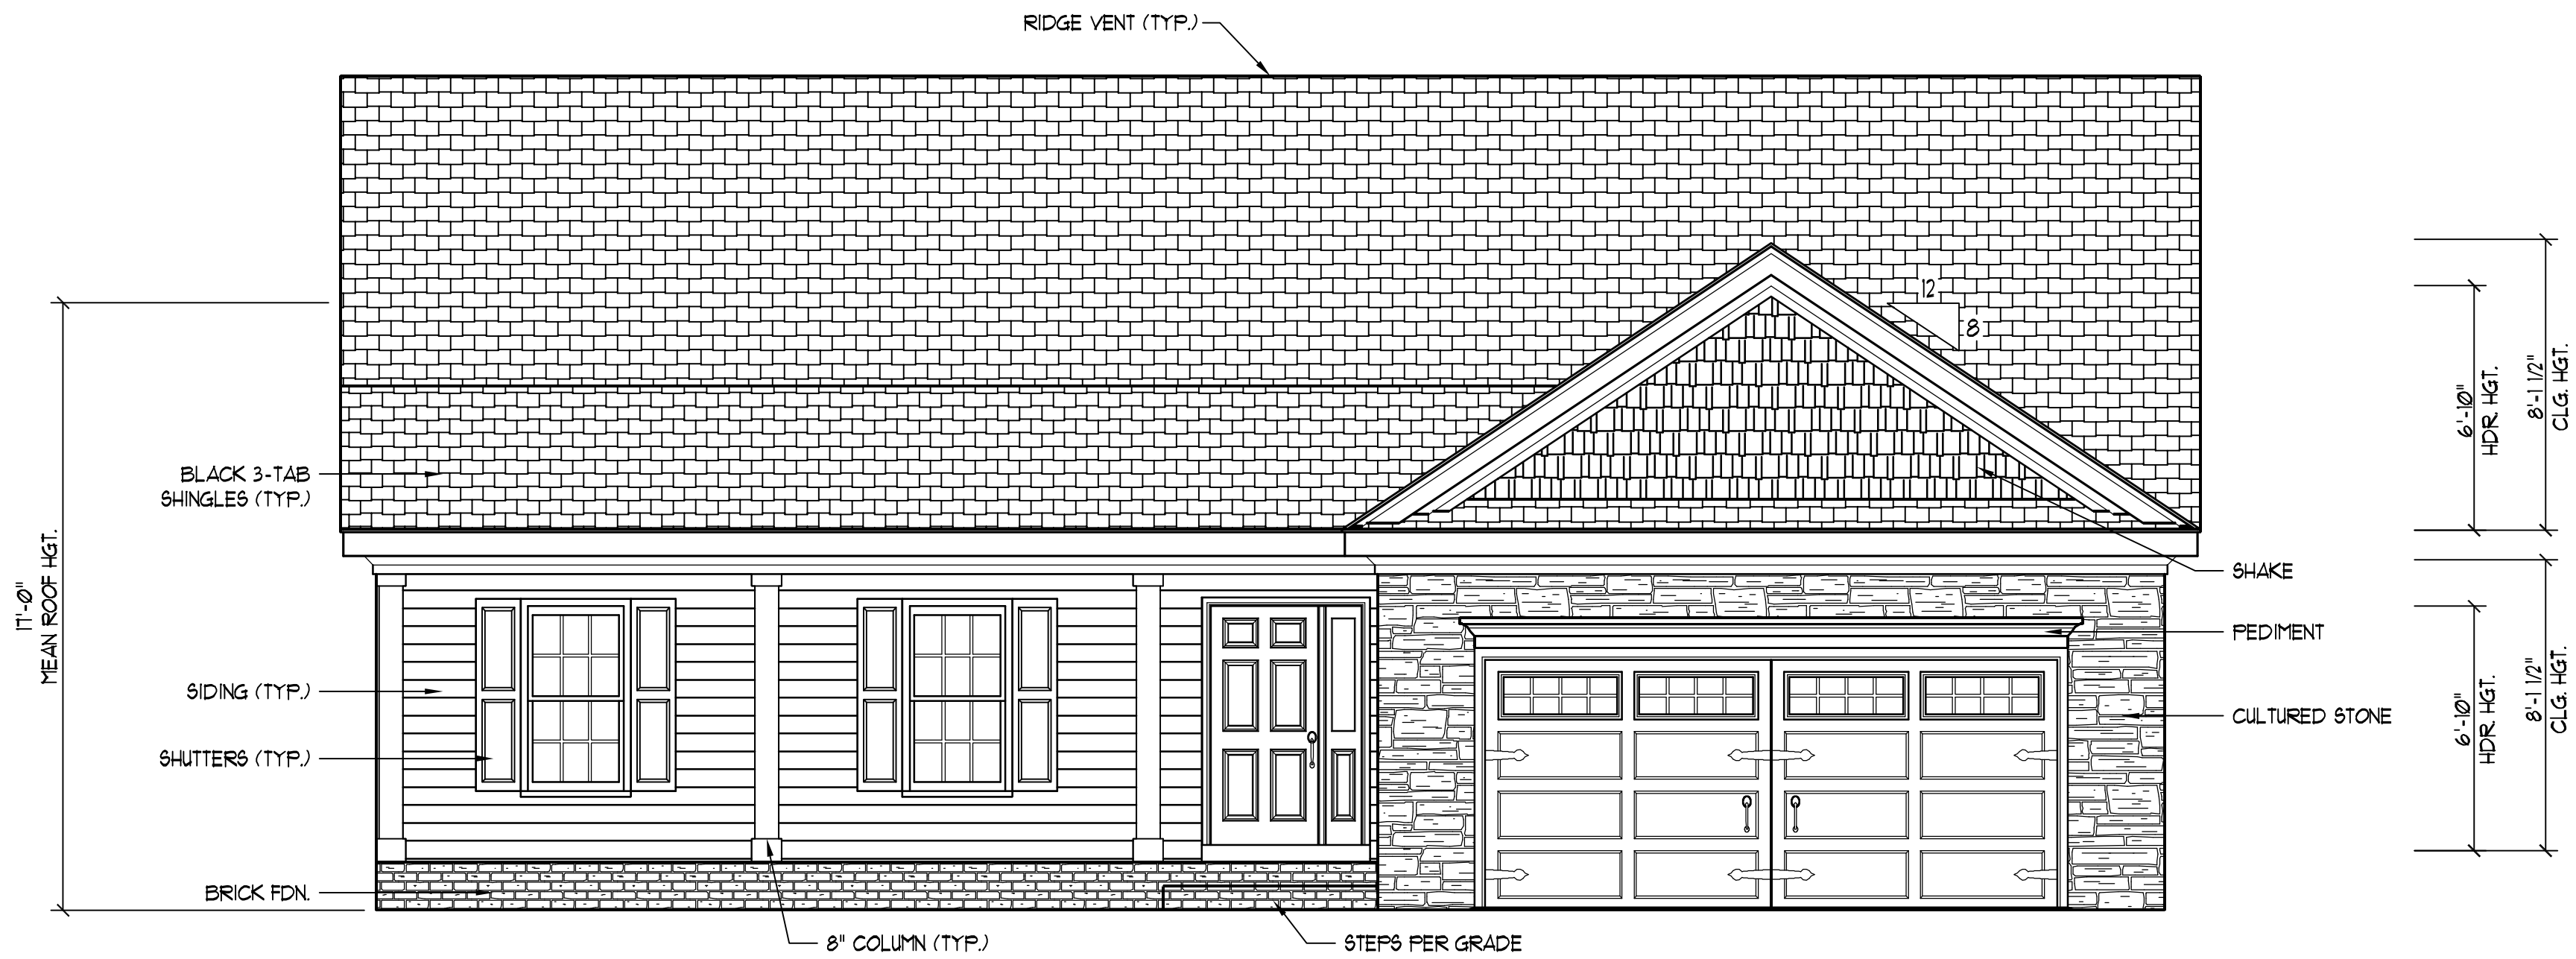 RIDGE VENT (TYP.)
12
8
6'-10"
HDR. HGT.
8'-1 1/2"
CLG. HGT.
BLACK 3-TAB
SHINGLES (TYP.)
17'-0"
MEAN ROOF HGT.
SHAKE
PEDIMENT
SIDING (TYP.)
CULTURED STONE
6'-10"
HDR. HGT.
8'-1 1/2"
CLG. HGT.
SHUTTERS (TYP.)
BRICK FDN.
8" COLUMN (TYP.)
STEPS PER GRADE